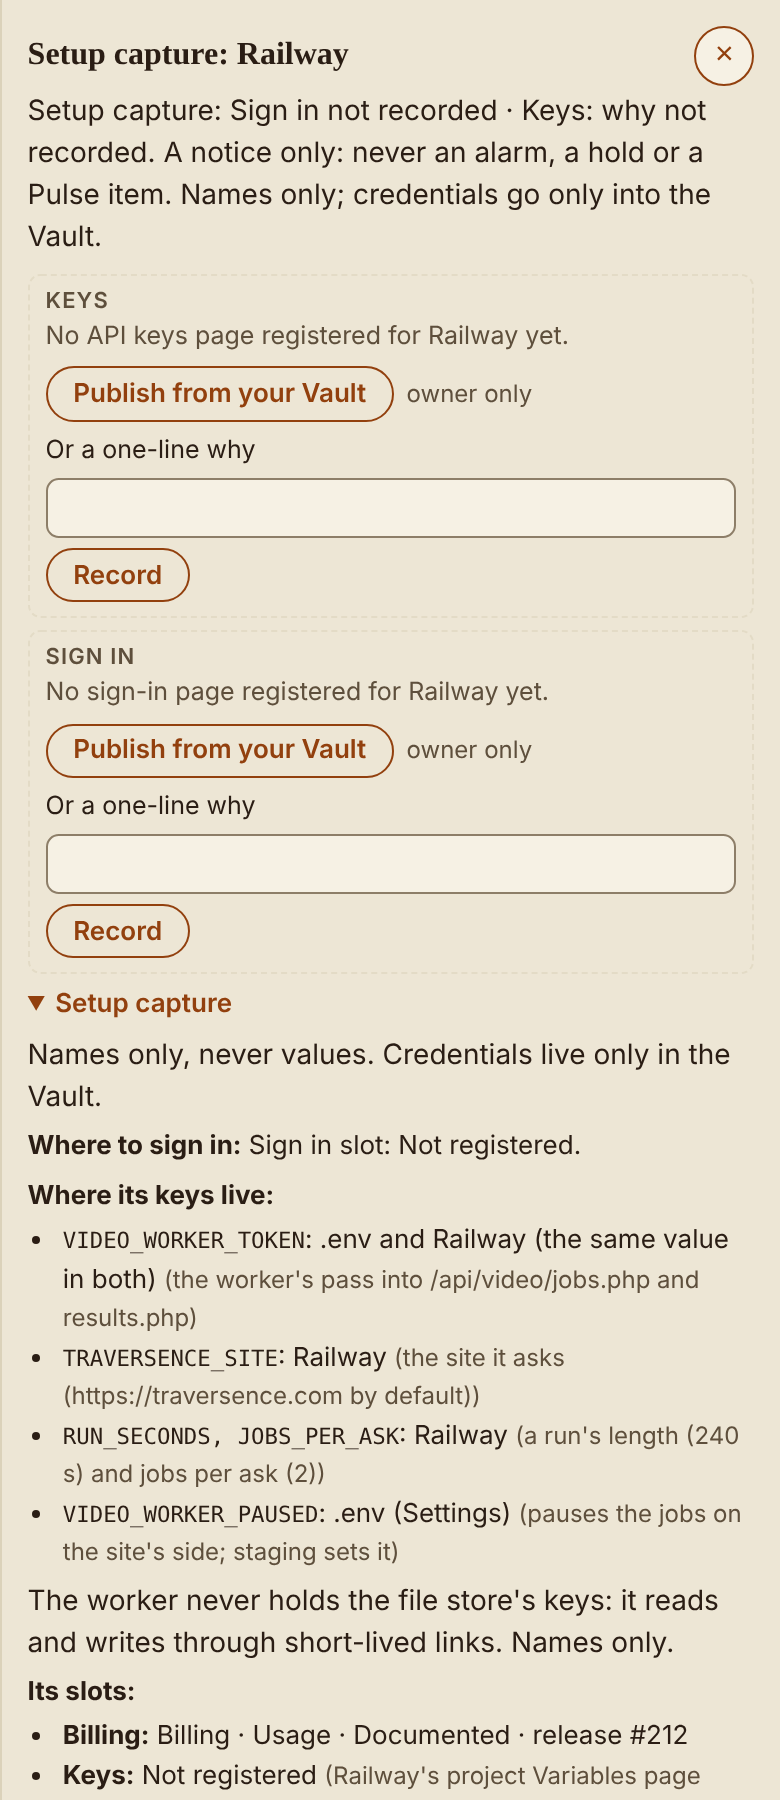 Setup capture: Railway
×
Setup capture: Sign in not recorded · Keys: why not
recorded. A notice only: never an alarm, a hold or a
Pulse item. Names only; credentials go only into the
Vault.
KEYS
No API keys page registered for Railway yet.
Publish from your Vault owner only
Or a one-line why
Record
SIGN IN
No sign-in page registered for Railway yet.
Publish from your Vault owner only
Or a one-line why
Record
▼ Setup capture
Names only, never values. Credentials live only in the
Vault.
Where to sign in: Sign in slot: Not registered.
Where its keys live:
• VIDEO_WORKER_TOKEN: .env and Railway (the same value
in both) (the worker's pass into /api/video/jobs.php and
results.php)
• TRAVERSENCE_SITE: Railway (the site it asks
(https://traversence.com by default))
• RUN_SECONDS, JOBS_PER_ASK: Railway (a run's length (240
s) and jobs per ask (2))
• VIDEO_WORKER_PAUSED: .env (Settings) (pauses the jobs on
the site's side; staging sets it)
The worker never holds the file store's keys: it reads
and writes through short-lived links. Names only.
Its slots:
• Billing: Billing · Usage · Documented · release #212
• Keys: Not registered (Railway's project Variables page